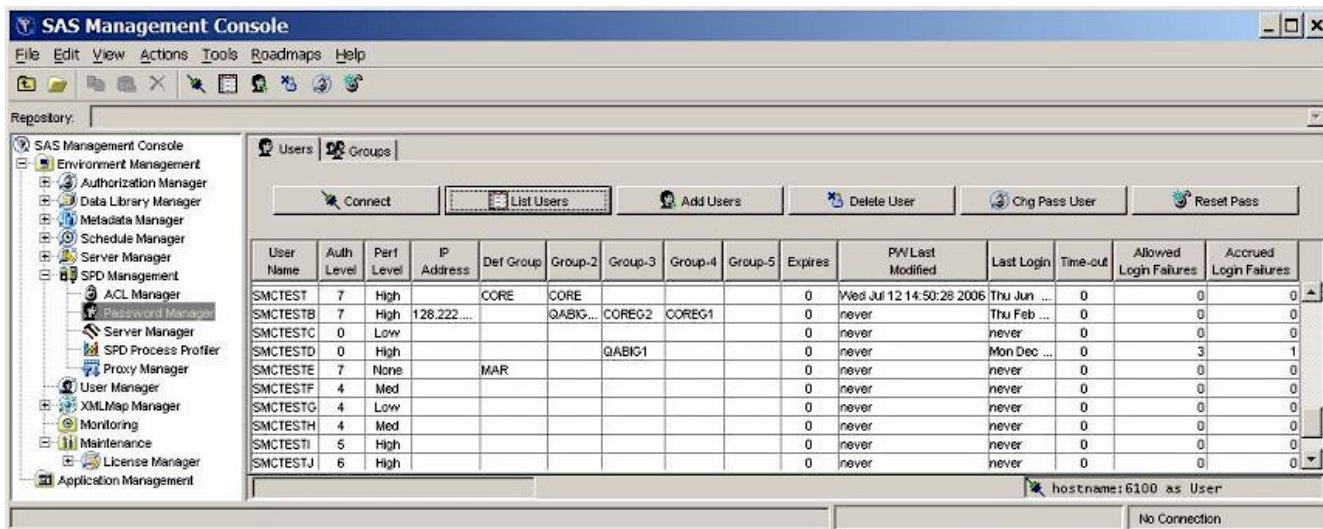 SAS Management Console
File Edit View Actions Tools Roadmaps Help
Repository:
SAS Management Console
Environment Management
Authorization Manager
Data Library Manager
Metadata Manager
Schedule Manager
Server Manager
SPD Management
ACL Manager
Password Manager
Server Manager
SPD Process Profiler
Proxy Manager
User Manager
XMLMap Manager
Monitoring
Maintenance
License Manager
Application Management
Users Groups
Connect List Users Add Users Delete User Chg Pass User Reset Pass
User Name Auth Level Perf Level IP Address Def Group Group-2 Group-3 Group-4 Group-5 Expires PW Last Modified Last Login Time-out Allowed Login Failures Accrued Login Failures
SMCTEST 7 High CORE CORE 0 Wed Jul 12 14:50:28 2006 Thu Jun ... 0 0 0
SMCTESTB 7 High 128.222.... QABIG... COREG2 COREG1 0 never Thu Feb ... 0 0 0
SMCTESTC 0 Low 0 never never 0 0 0
SMCTESTD 0 High QABIG1 0 never Mon Dec ... 0 3 1
SMCTESTE 7 None MAR 0 never never 0 0 0
SMCTESTF 4 Med 0 never never 0 0 0
SMCTESTG 4 Low 0 never never 0 0 0
SMCTESTH 4 Med 0 never never 0 0 0
SMCTESTI 5 High 0 never never 0 0 0
SMCTESTJ 6 High 0 never never 0 0 0
hostname:6100 as User
No Connection